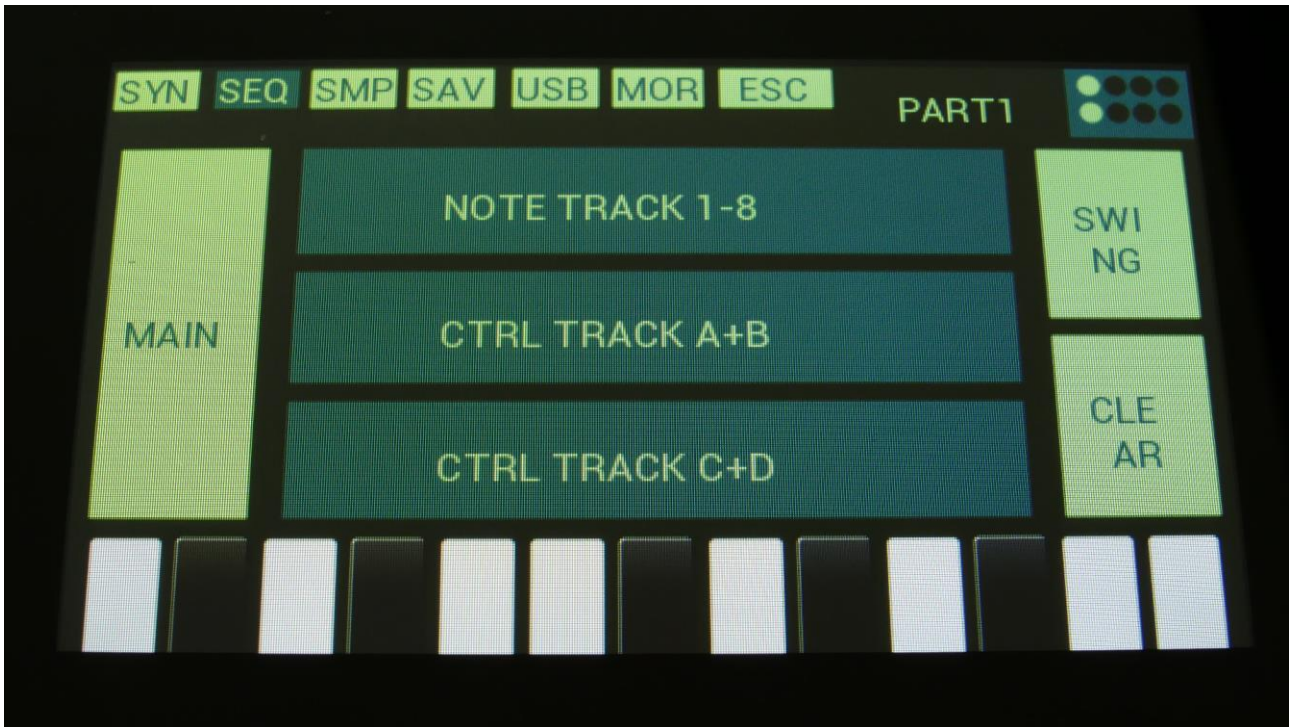 SYN SEQ SMP SAV USB MOR ESC PART1
NOTE TRACK 1-8
SWI
NG
MAIN
CTRL TRACK A+B
CLE
AR
CTRL TRACK C+D